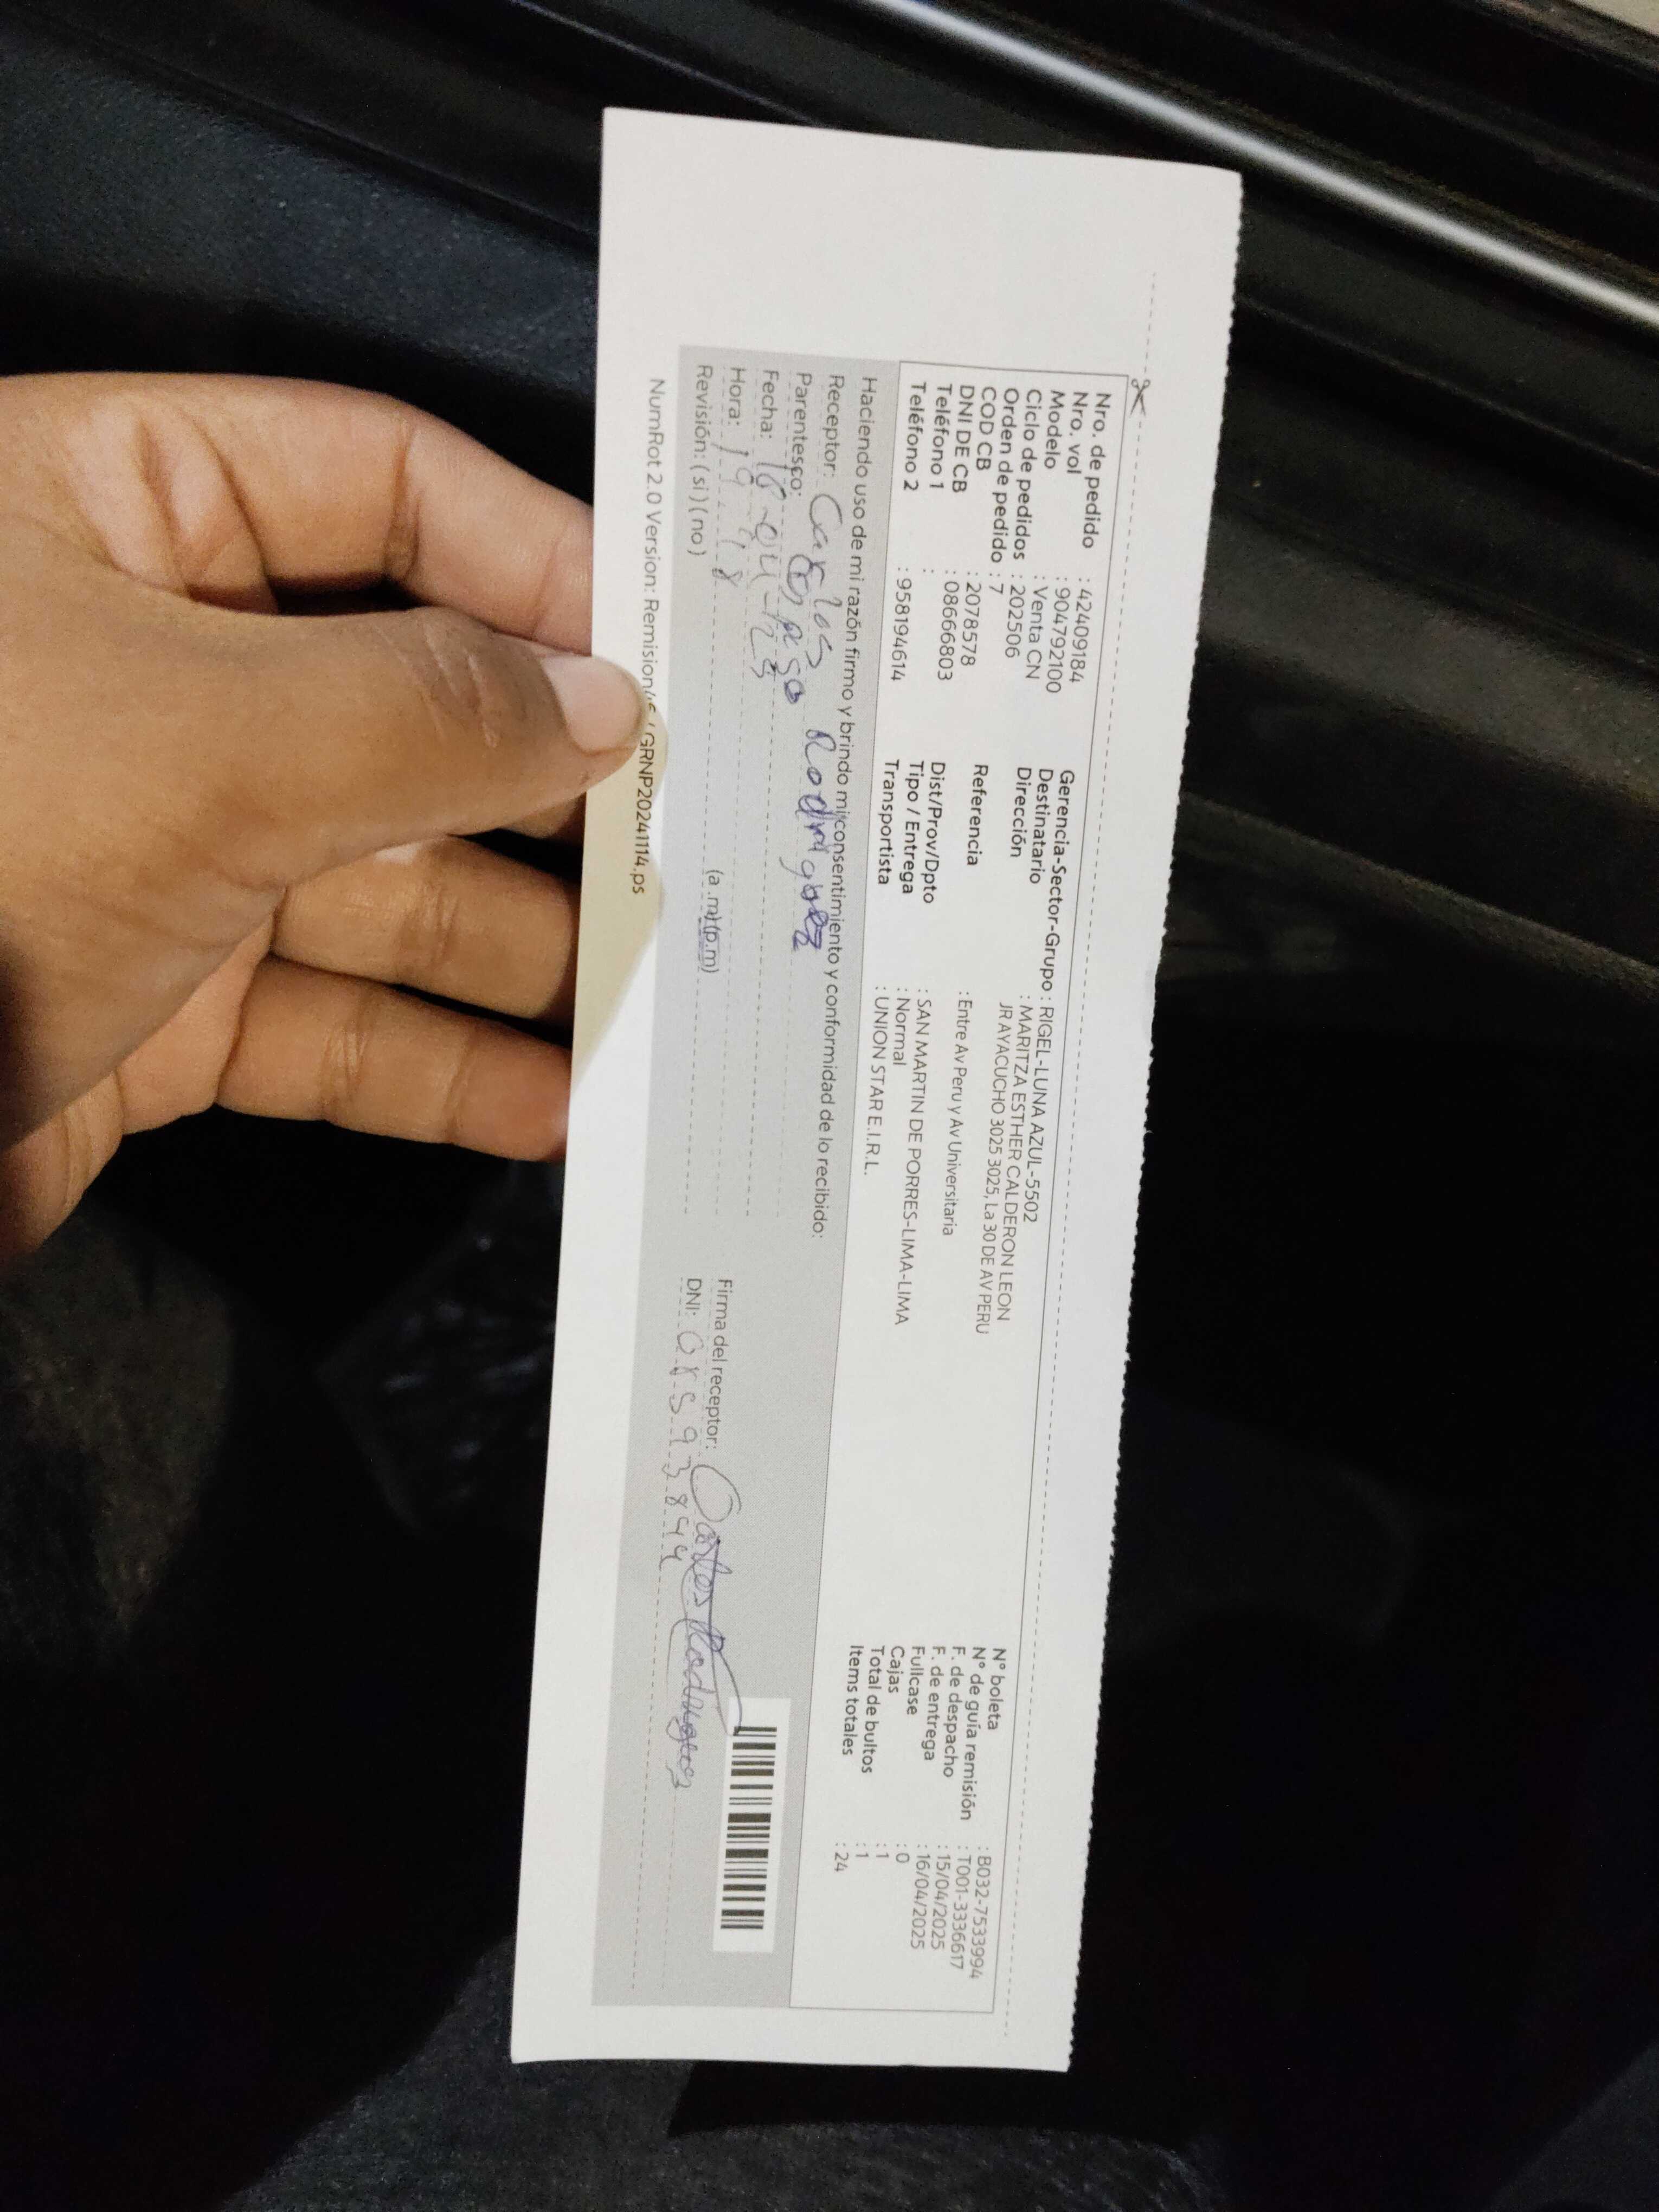 Nro. de pedido : 42409184
Nro. vol : 904792100
Modelo : Venta CN
Ciclo de pedidos : 202506
Orden de pedido : 7
COD CB : 2078578
DNI DE CB : 08666803
Teléfono 1 :
Teléfono 2 : 958194614
Gerencia-Sector-Grupo : RIGEL-LUNA AZUL-5502
Destinatario : MARITZA ESTHER CALDERON LEON
Dirección JR AYACUCHO 3025 3025, La 30 DE AV PERU
Referencia : Entre Av Peru y Av Universitaria
Dist/Prov/Dpto : SAN MARTIN DE PORRES-LIMA-LIMA
Tipo / Entrega : Normal
Transportista : UNION STAR E.I.R.L.
N° boleta : B032-7533994
N° de guía remisión : T001-3336617
F. de despacho : 15/04/2025
F. de entrega : 16/04/2025
Fullcase : 0
Cajas : 1
Total de bultos : 1
Items totales : 24
Haciendo uso de mi razón firmo y brindo mi consentimiento y conformidad de lo recibido:
Receptor: Carlos Rodriguez
Parentesco:
Fecha:
Hora: (a.m)(p.m)
Revisión: (si) (no)
Firma del receptor: Carlos Rodriguez
DNI:
NumRot 2.0 Version: Remision GRNP20241114.ps